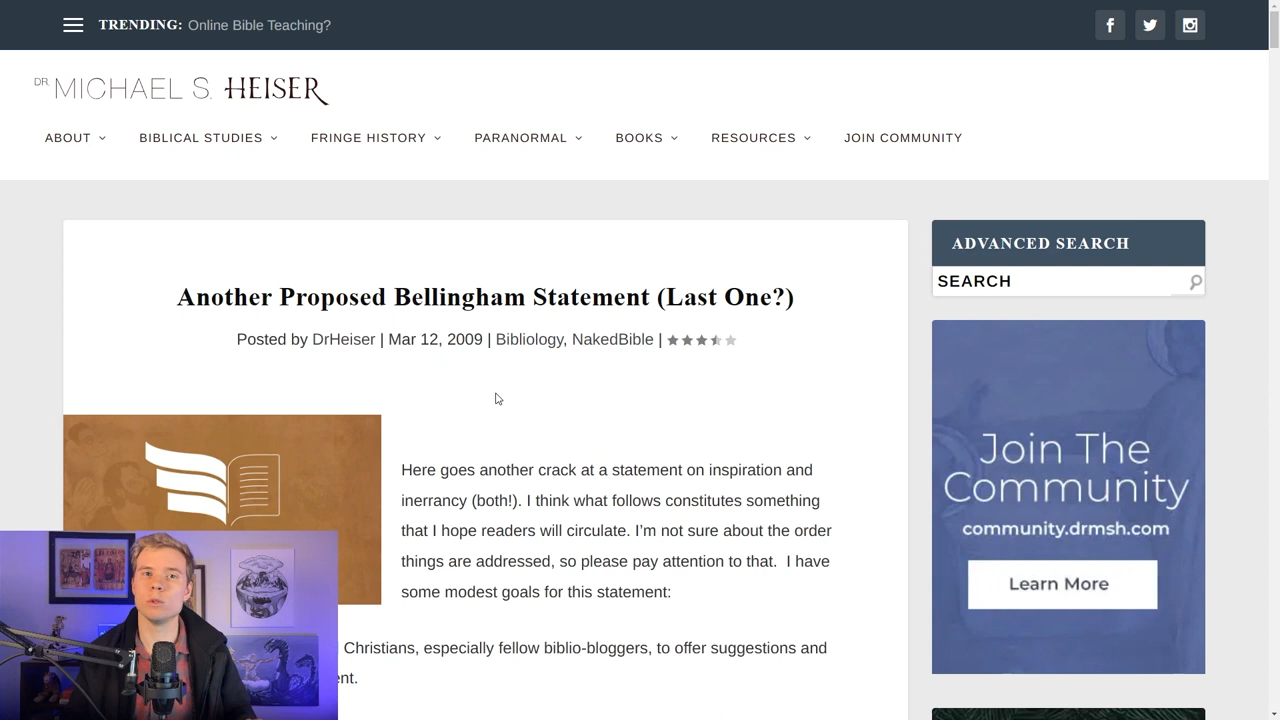 TRENDING: Online Bible Teaching?
DR. MICHAEL S. HEISER
ABOUT BIBLICAL STUDIES FRINGE HISTORY PARANORMAL BOOKS RESOURCES JOIN COMMUNITY
Another Proposed Bellingham Statement (Last One?)
Posted by DrHeiser | Mar 12, 2009 | Bibliology, NakedBible |
Here goes another crack at a statement on inspiration and
inerrancy (both!). I think what follows constitutes something
that I hope readers will circulate. I’m not sure about the order
things are addressed, so please pay attention to that. I have
some modest goals for this statement:
Christians, especially fellow biblio-bloggers, to offer suggestions and
ADVANCED SEARCH
SEARCH
Join The
Community
community.drmsh.com
Learn More